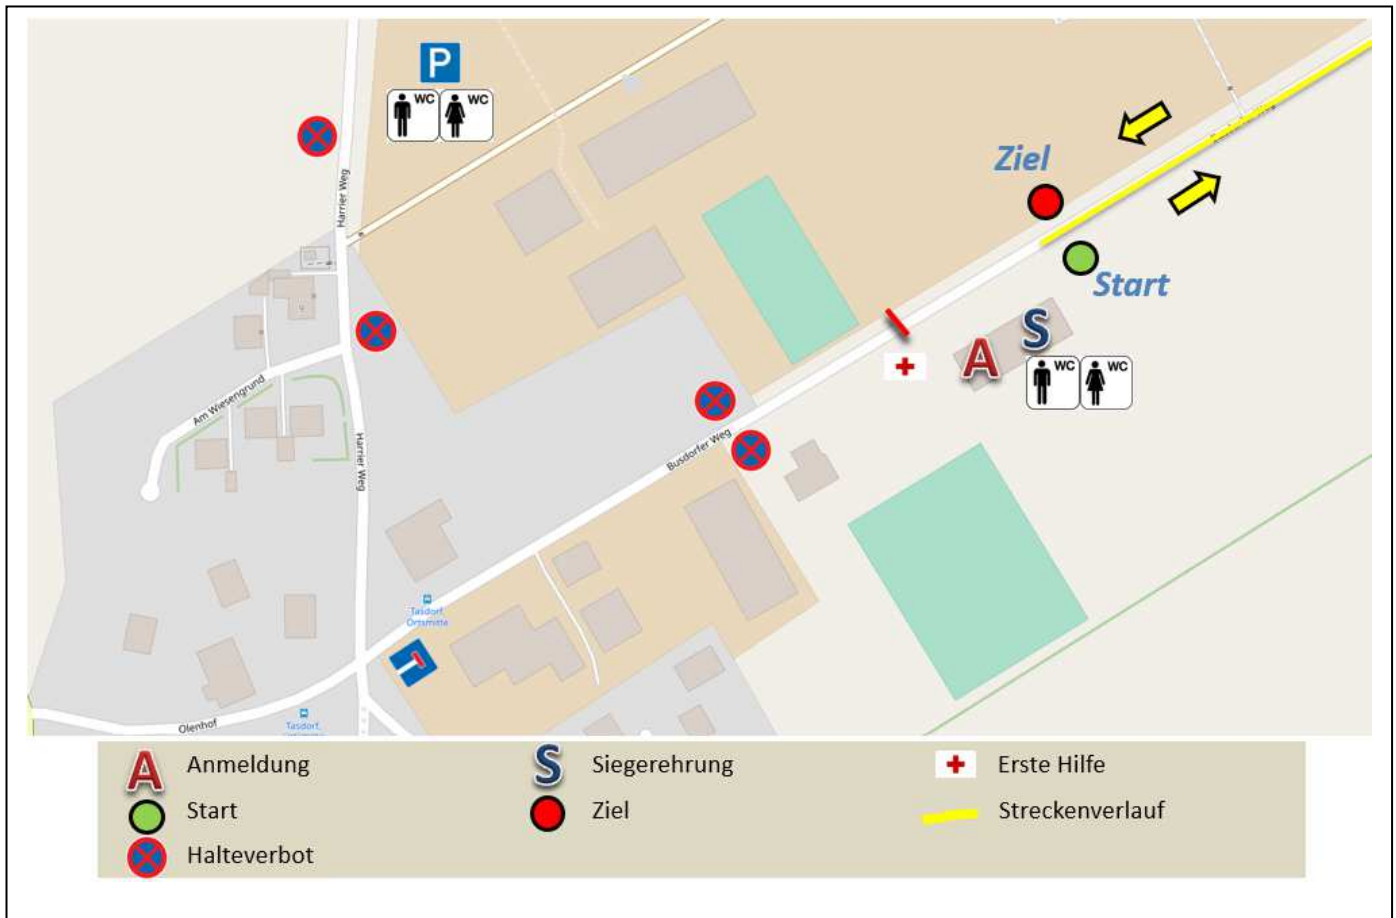 P
WC WC
Harrier Weg
Ziel
Start
S
A
WC WC
Am Wiesengrund
Harrier Weg
Busdorfer Weg
Tasdorf,
Ortsmitte
Olenhof
Tasdorf,
A Anmeldung
S Siegerehrung
Erste Hilfe
Start
Ziel
Streckenverlauf
Halteverbot